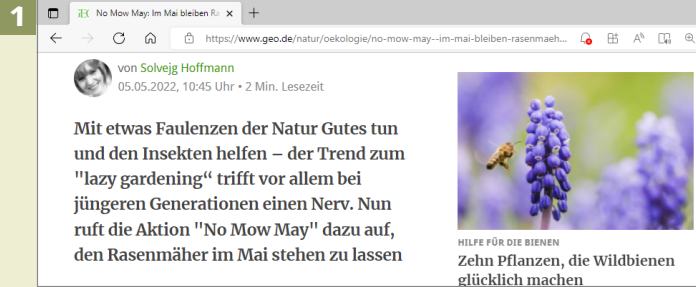 1
No Mow May: Im Mai bleiben Ra
https://www.geo.de/natur/oekologie/no-mow-may--im-mai-bleiben-rasenmaeh...
von Solvejg Hoffmann
05.05.2022, 10:45 Uhr • 2 Min. Lesezeit
Mit etwas Faulenzen der Natur Gutes tun
und den Insekten helfen – der Trend zum
"lazy gardening“ trifft vor allem bei
jüngeren Generationen einen Nerv. Nun
ruft die Aktion "No Mow May" dazu auf,
den Rasenmäher im Mai stehen zu lassen
HILFE FÜR DIE BIENEN
Zehn Pflanzen, die Wildbienen
glücklich machen